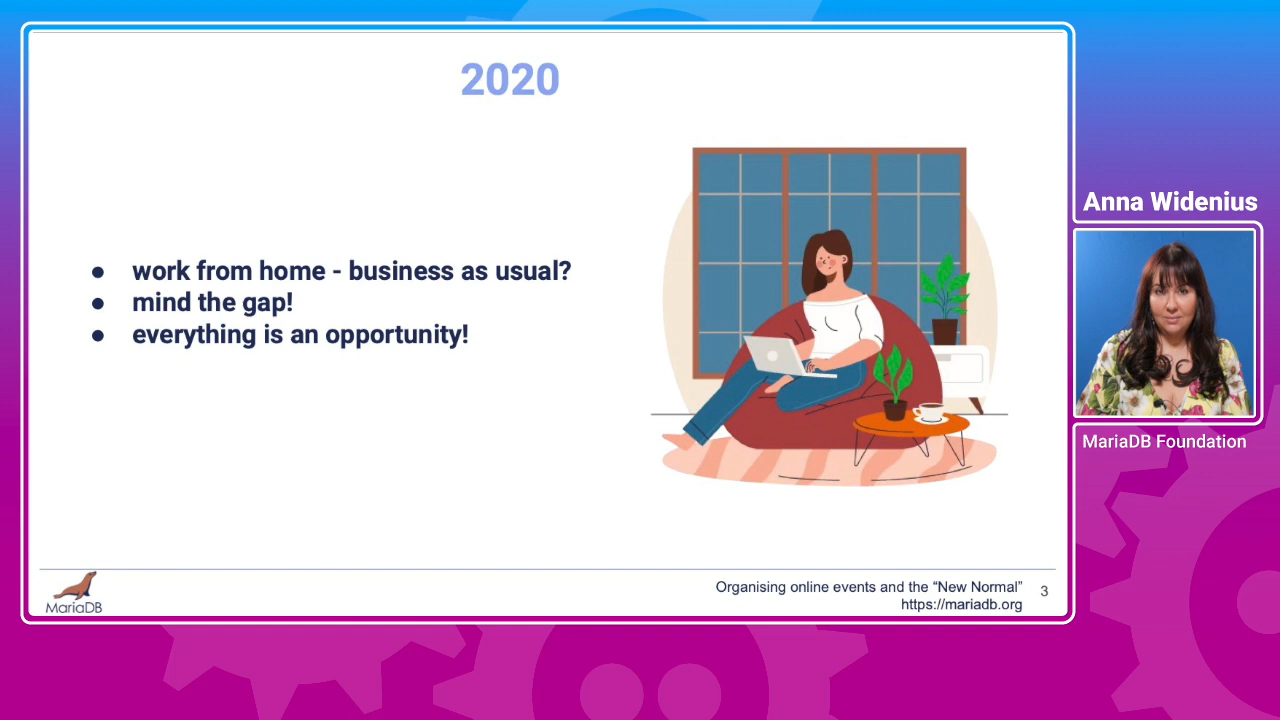 2020
● work from home - business as usual?
● mind the gap!
● everything is an opportunity!
MariaDB
Organising online events and the “New Normal”
https://mariadb.org
3
Anna Widenius
MariaDB Foundation